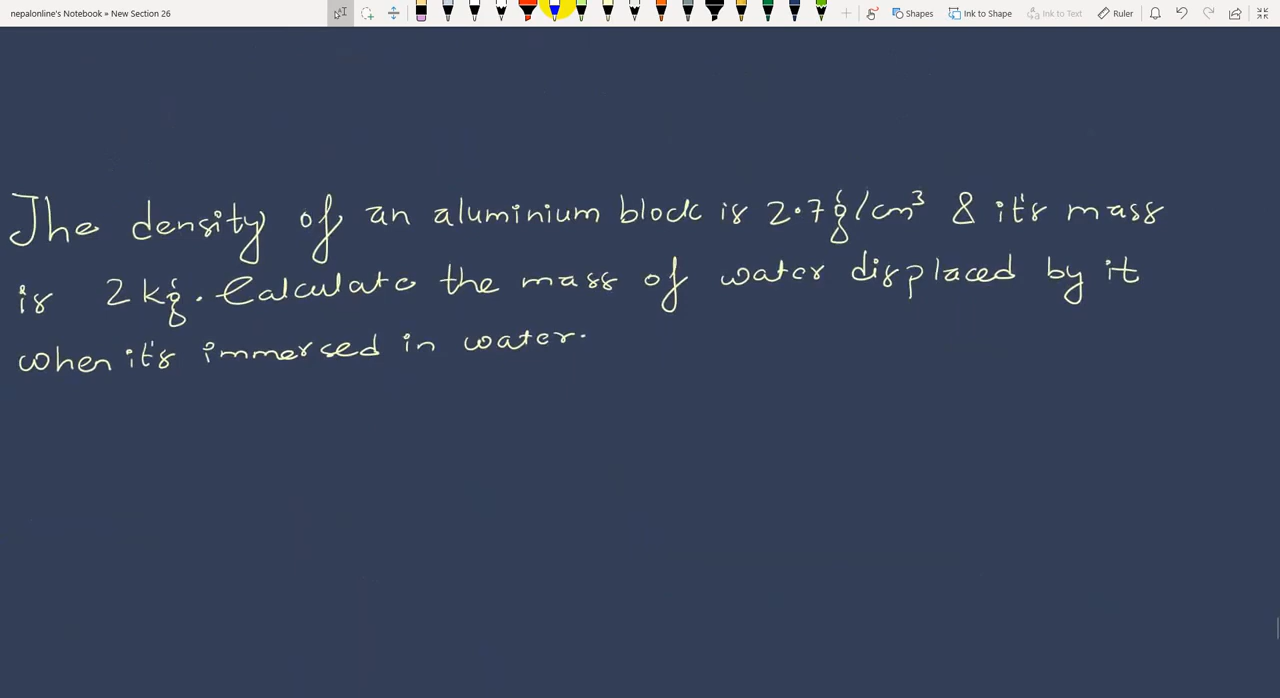 nepalonline's Notebook » New Section 26
Shapes Ink to Shape Ink to Text Ruler
The density of an aluminium block is 2.7g/cm³ & it's mass
is 2kg. Calculate the mass of water displaced by it
when it's immersed in water.